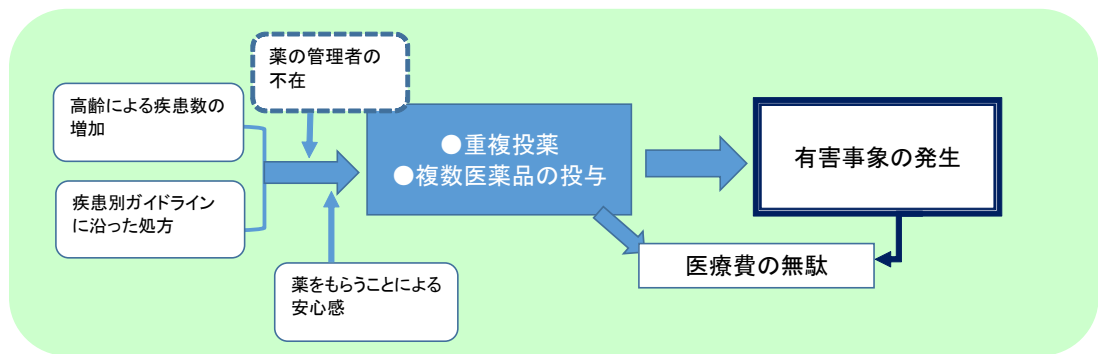 薬の管理者の
不在
高齢による疾患数の
増加
疾患別ガイドライン
に沿った処方
薬をもらうことによる
安心感
●重複投薬
●複数医薬品の投与
有害事象の発生
医療費の無駄